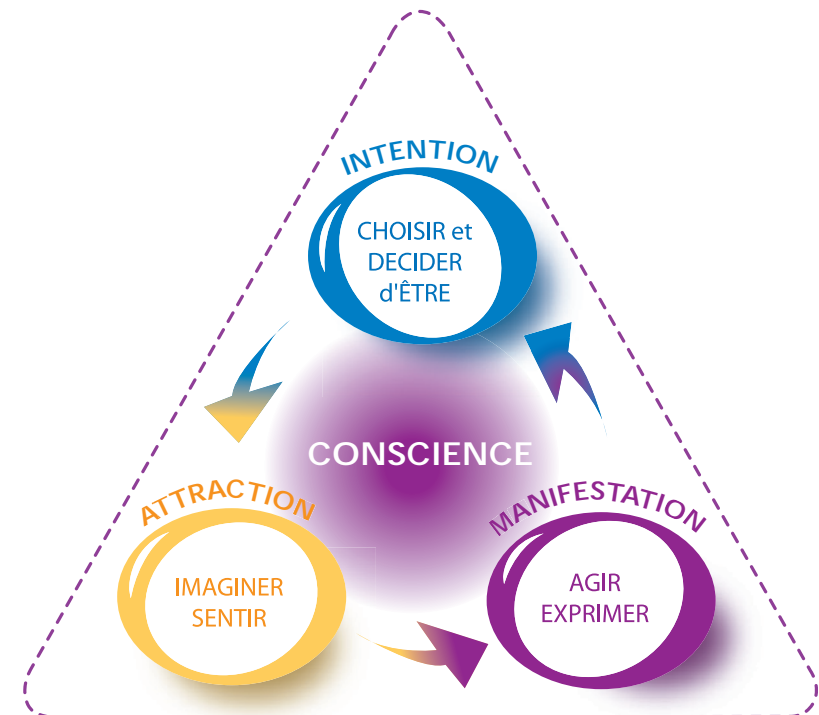 INTENTION
CHOISIR et
DECIDER
d'ÊTRE
CONSCIENCE
ATTRACTION
IMAGINER
SENTIR
MANIFESTATION
AGIR
EXPRIMER